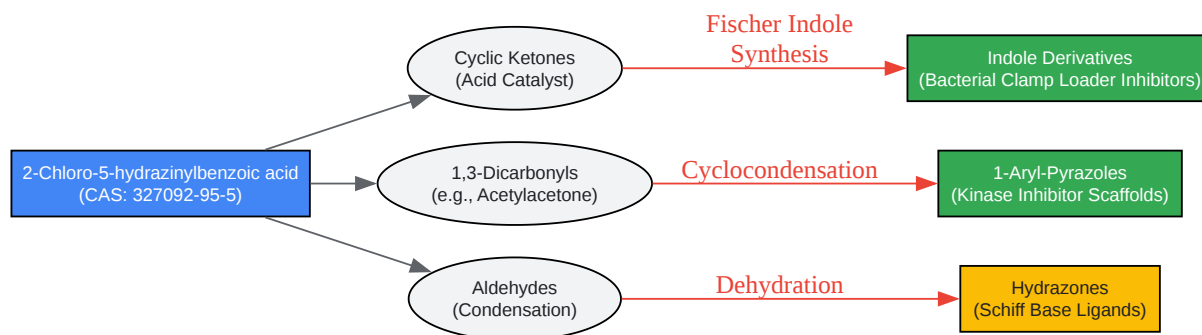 2-Chloro-5-hydrazinylbenzoic acid
(CAS: 327092-95-5)
Cyclic Ketones
(Acid Catalyst)
Fischer Indole
Synthesis
Indole Derivatives
(Bacterial Clamp Loader Inhibitors)
1,3-Dicarbonyls
(e.g., Acetylacetone)
Cyclocondensation
1-Aryl-Pyrazoles
(Kinase Inhibitor Scaffolds)
Aldehydes
(Condensation)
Dehydration
Hydrazones
(Schiff Base Ligands)